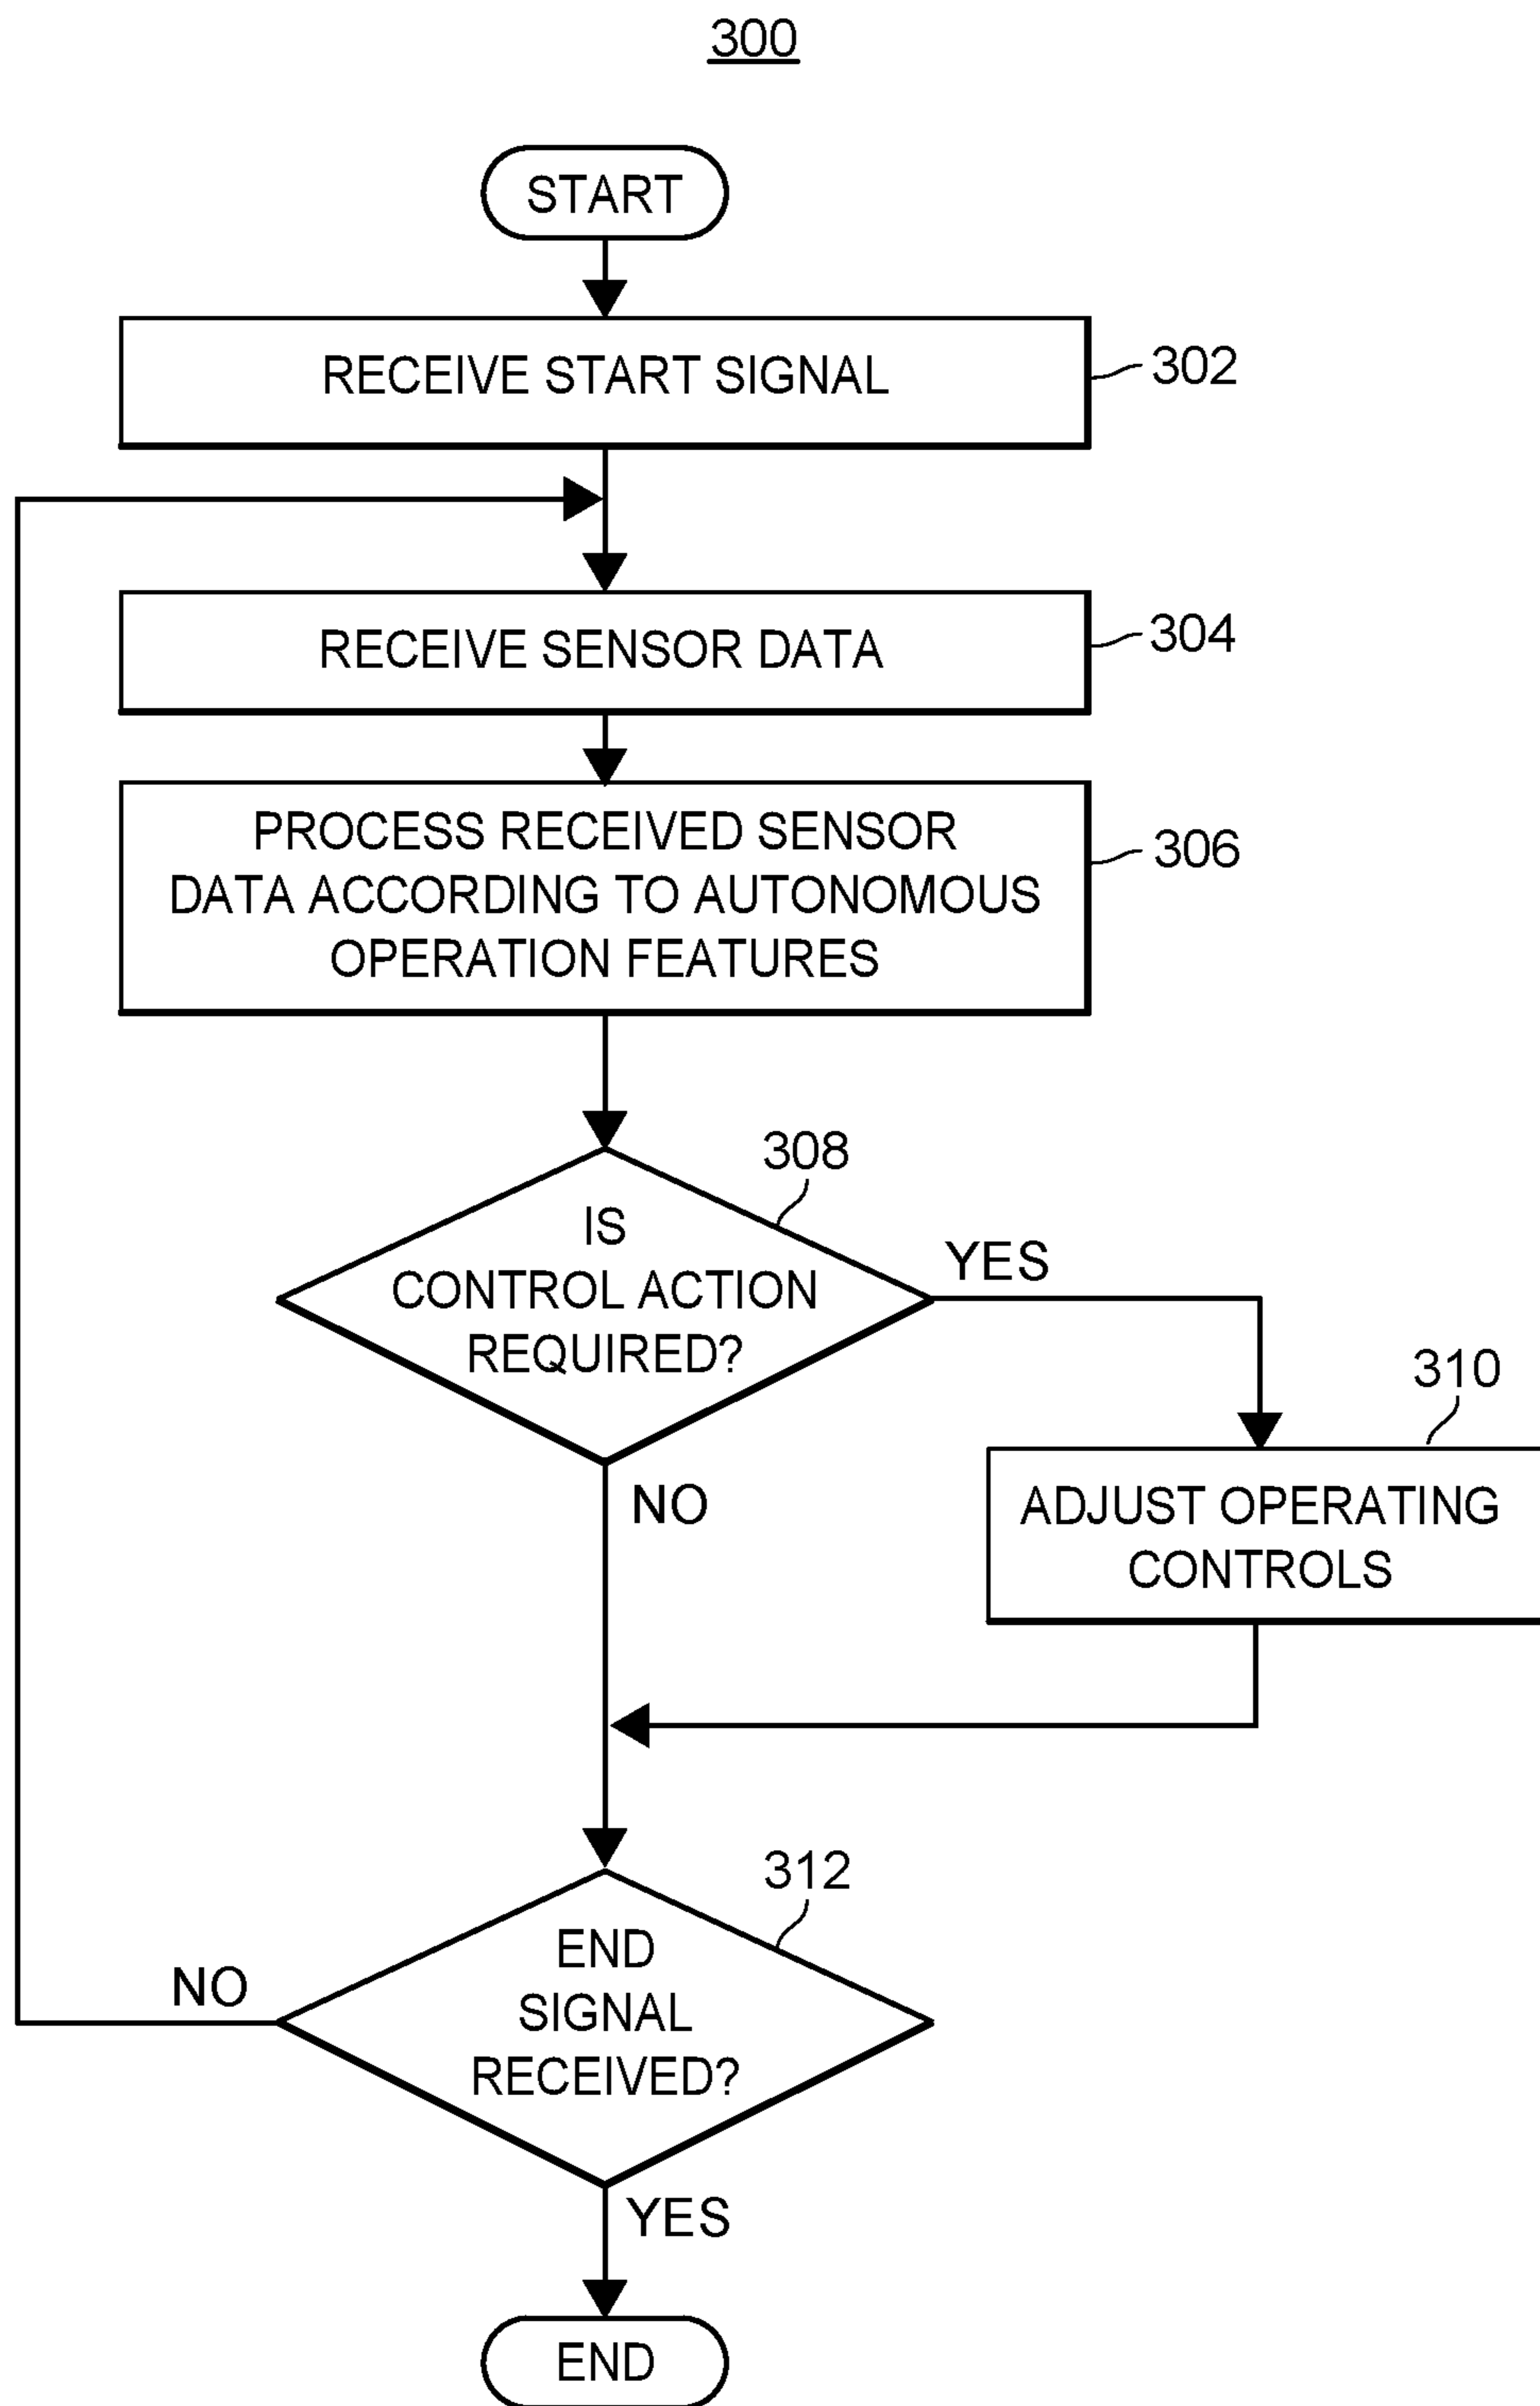 300
START
RECEIVE START SIGNAL
302
RECEIVE SENSOR DATA
304
PROCESS RECEIVED SENSOR
DATA ACCORDING TO AUTONOMOUS
OPERATION FEATURES
306
308
IS
CONTROL ACTION
REQUIRED?
YES
NO
310
ADJUST OPERATING
CONTROLS
312
END
SIGNAL
RECEIVED?
NO
YES
END